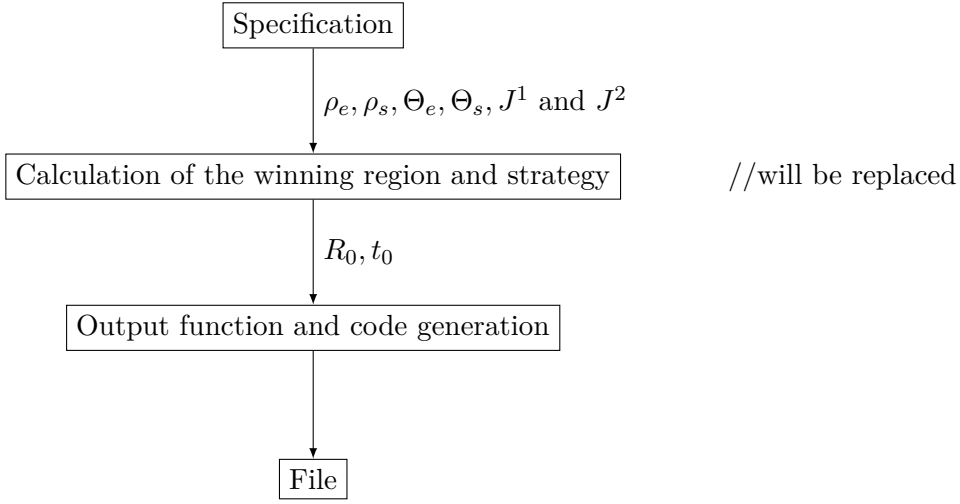 Specification
ρ_e, ρ_s, Θ_e, Θ_s, J^1 and J^2
Calculation of the winning region and strategy //will be replaced
R_0, t_0
Output function and code generation
File